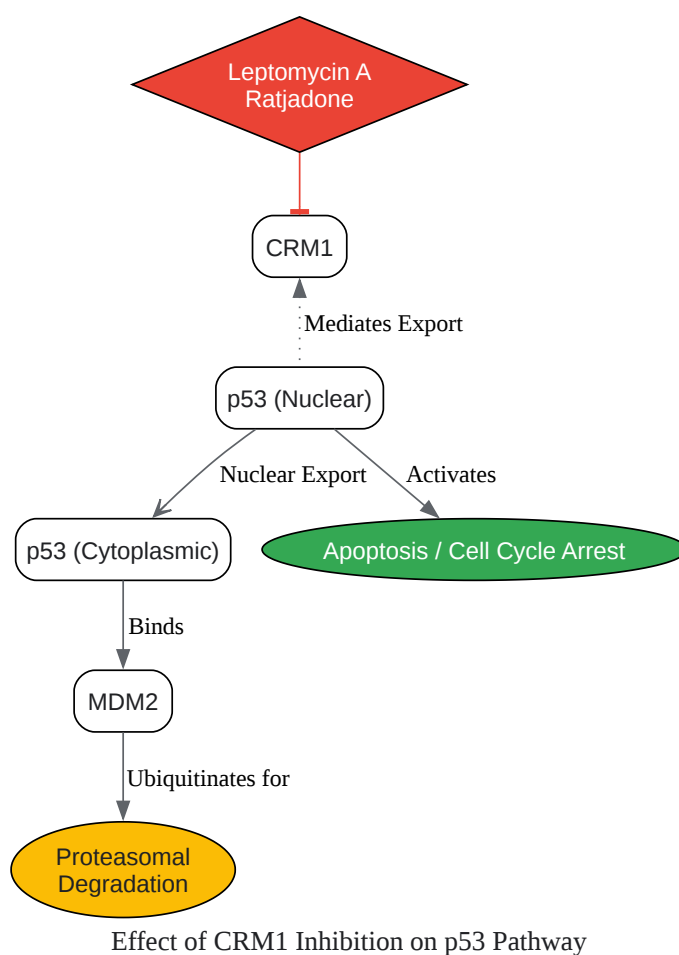 Leptomycin A
Ratjadone
CRM1
Mediates Export
p53 (Nuclear)
Nuclear Export
Activates
p53 (Cytoplasmic)
Apoptosis / Cell Cycle Arrest
Binds
MDM2
Ubiquitinates for
Proteasomal
Degradation
Effect of CRM1 Inhibition on p53 Pathway